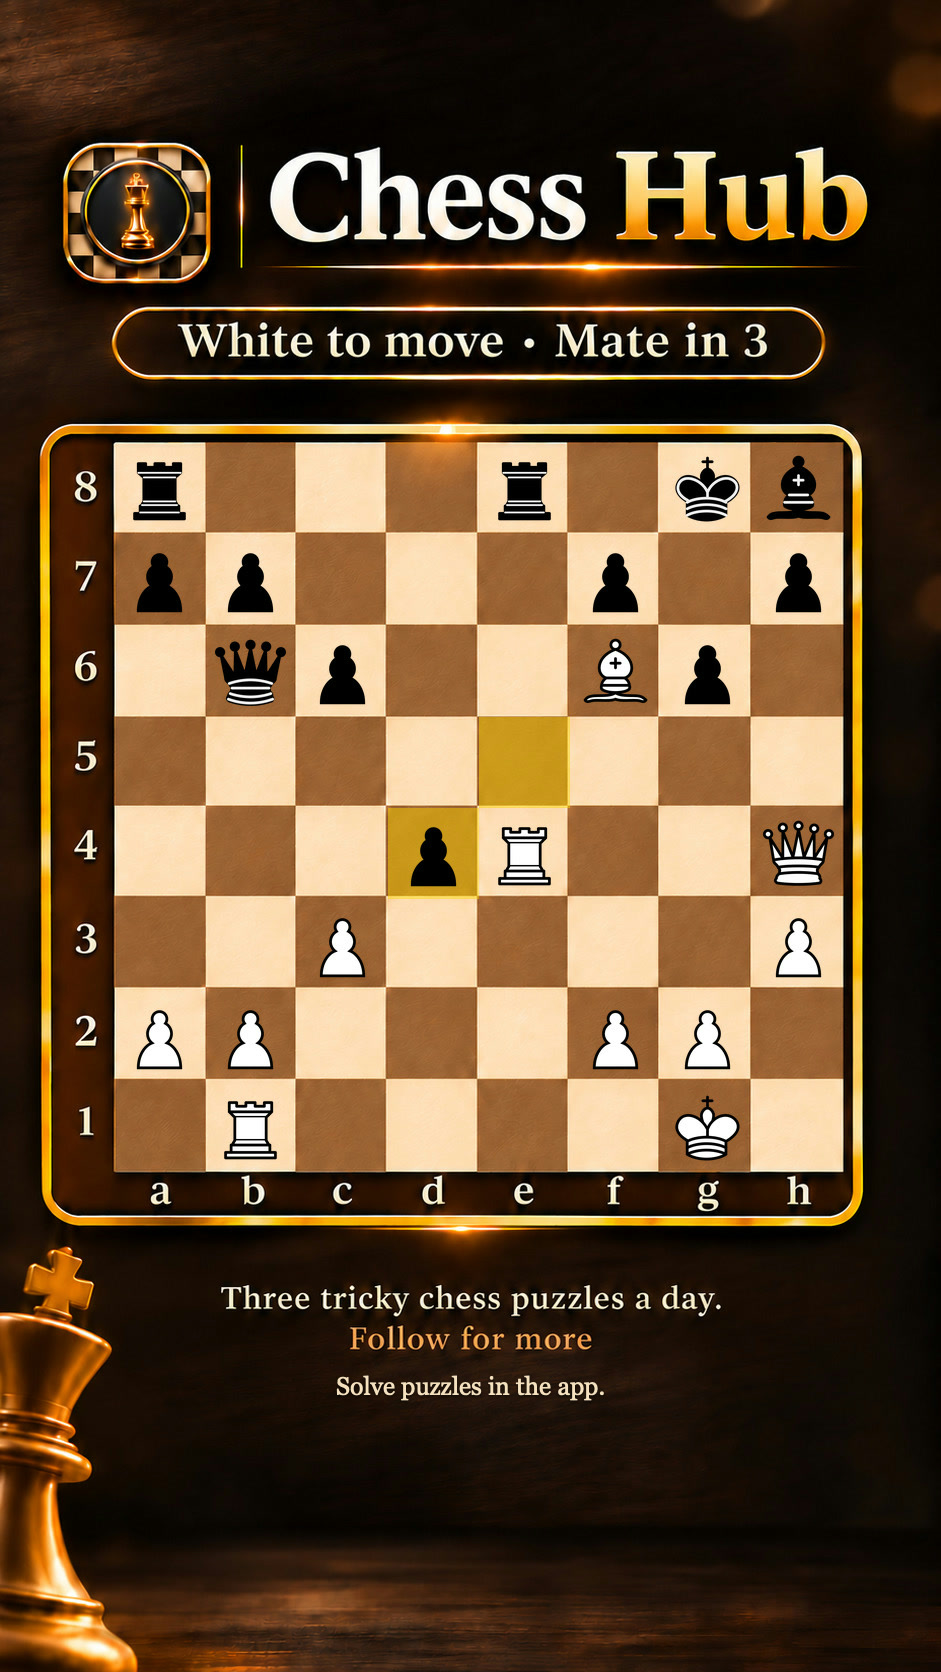 Chess Hub
White to move • Mate in 3
8
7
6
5
4
3
2
1
a b c d e f g h
Three tricky chess puzzles a day.
Follow for more
Solve puzzles in the app.